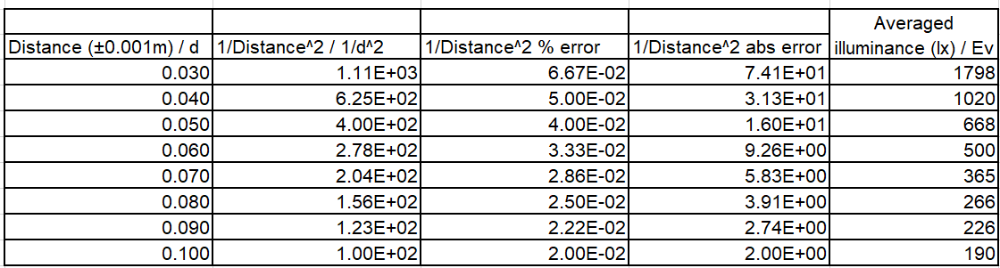 Averaged
Distance (±0.001m) / d 1/Distance^2 / 1/d^2 1/Distance^2 % error 1/Distance^2 abs error illuminance (lx) / Ev
0.030 1.11E+03 6.67E-02 7.41E+01 1798
0.040 6.25E+02 5.00E-02 3.13E+01 1020
0.050 4.00E+02 4.00E-02 1.60E+01 668
0.060 2.78E+02 3.33E-02 9.26E+00 500
0.070 2.04E+02 2.86E-02 5.83E+00 365
0.080 1.56E+02 2.50E-02 3.91E+00 266
0.090 1.23E+02 2.22E-02 2.74E+00 226
0.100 1.00E+02 2.00E-02 2.00E+00 190